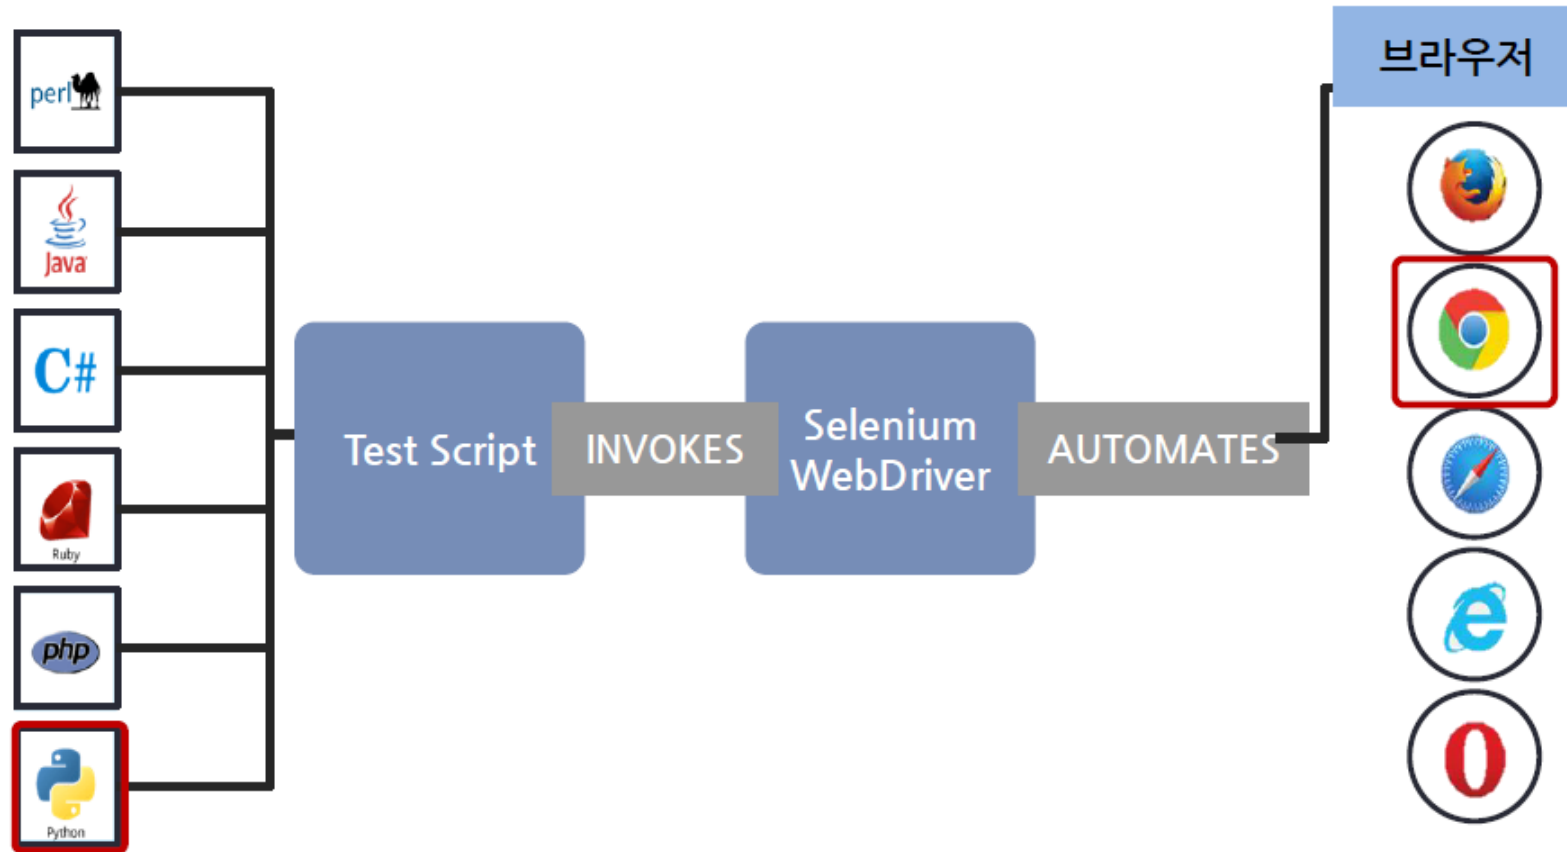 perl
Java
C#
Ruby
php
Python
Test Script
INVOKES
Selenium
WebDriver
AUTOMATES
브라우저